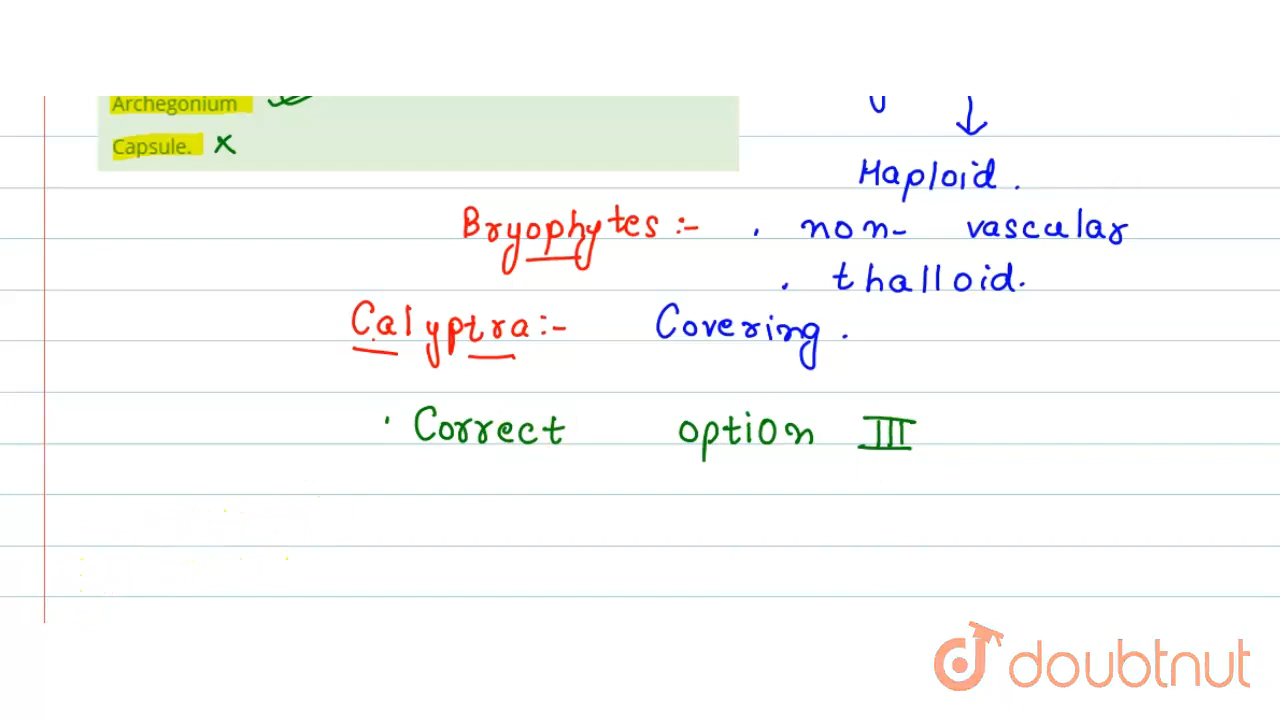 Archegonium
Capsule. x
Haploid.
Bryophytes :- . non- vascular
. thalloid.
Calyptra :- Covering.
. Correct option III
doubtnut